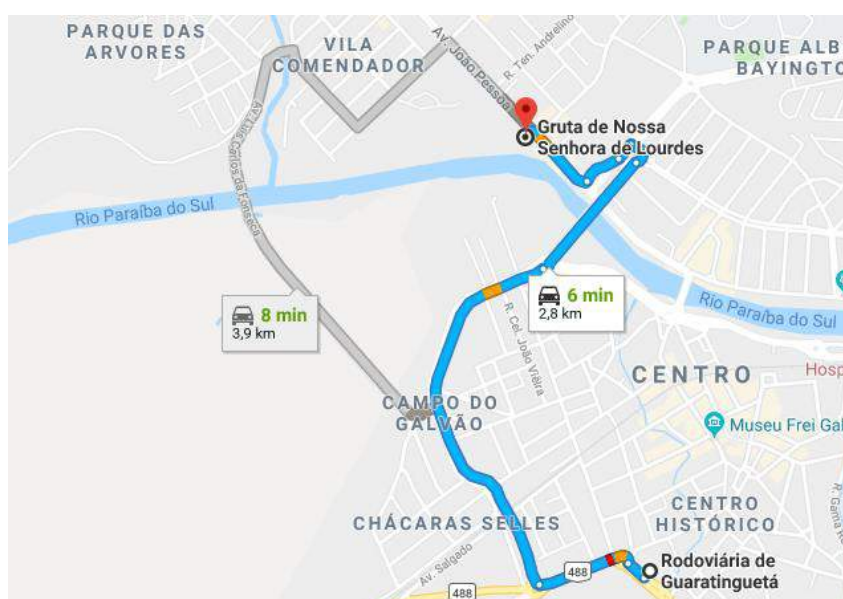 PARQUE DAS
ARVORES
VILA
COMENDADOR
Av. João Pessoa
R. Ten. Andrelino
PARQUE ALB
BAYINGTO
Gruta de Nossa
Senhora de Lourdes
Av. Luis Carlos da Fonseca
Rio Paraíba do Sul
8 min
3,9 km
6 min
2,8 km
R. Cel. João Vieira
Rio Paraíba do Sul
CENTRO
Hosp
CAMPO DO
GALVÃO
Museu Frei Gal
CHÁCARAS SELLES
CENTRO
HISTÓRICO
R. Gama Ro
Av. Salgado
488
Rodoviária de
Guaratinguetá
488